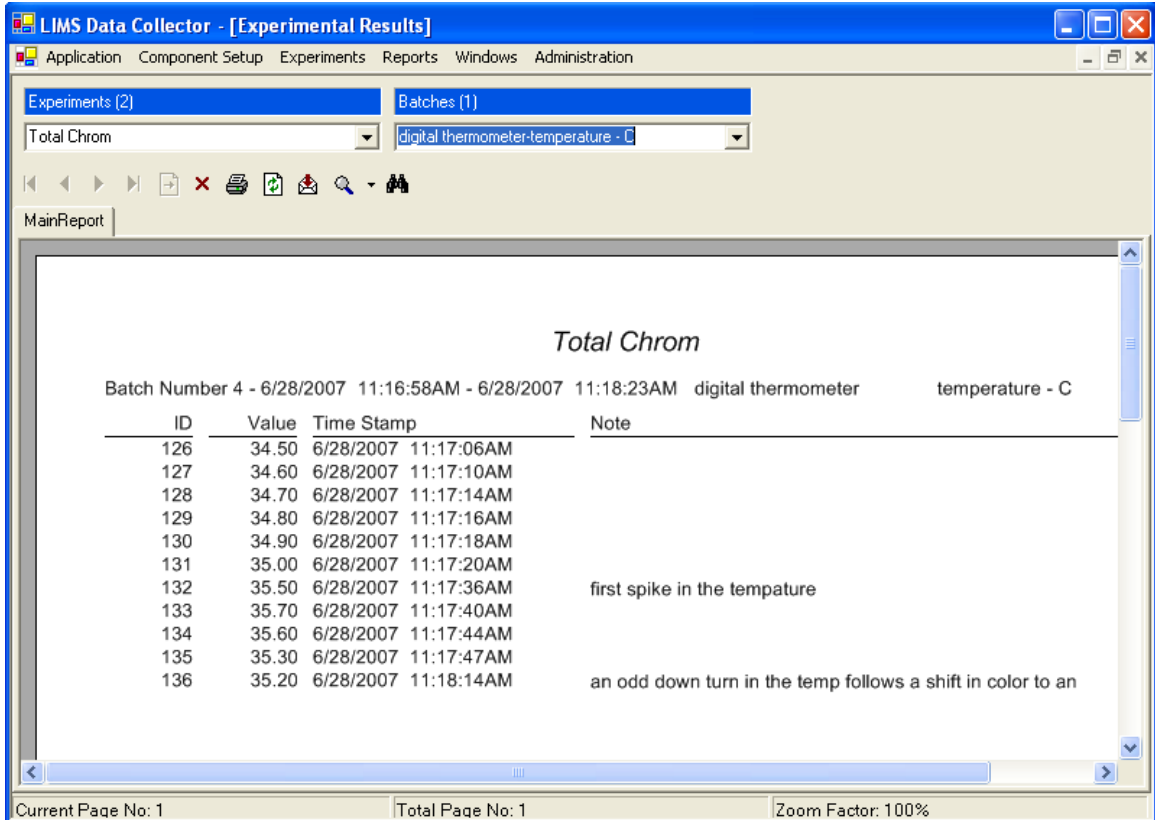 LIMS Data Collector - [Experimental Results]
Application Component Setup Experiments Reports Windows Administration
Experiments (2) Batches (1)
Total Chrom digital thermometer-temperature - C
MainReport
Total Chrom
Batch Number 4 - 6/28/2007 11:16:58AM - 6/28/2007 11:18:23AM digital thermometer temperature - C
ID Value Time Stamp Note
126 34.50 6/28/2007 11:17:06AM
127 34.60 6/28/2007 11:17:10AM
128 34.70 6/28/2007 11:17:14AM
129 34.80 6/28/2007 11:17:16AM
130 34.90 6/28/2007 11:17:18AM
131 35.00 6/28/2007 11:17:20AM
132 35.50 6/28/2007 11:17:36AM first spike in the tempature
133 35.70 6/28/2007 11:17:40AM
134 35.60 6/28/2007 11:17:44AM
135 35.30 6/28/2007 11:17:47AM
136 35.20 6/28/2007 11:18:14AM an odd down turn in the temp follows a shift in color to an
Current Page No: 1 Total Page No: 1 Zoom Factor: 100%